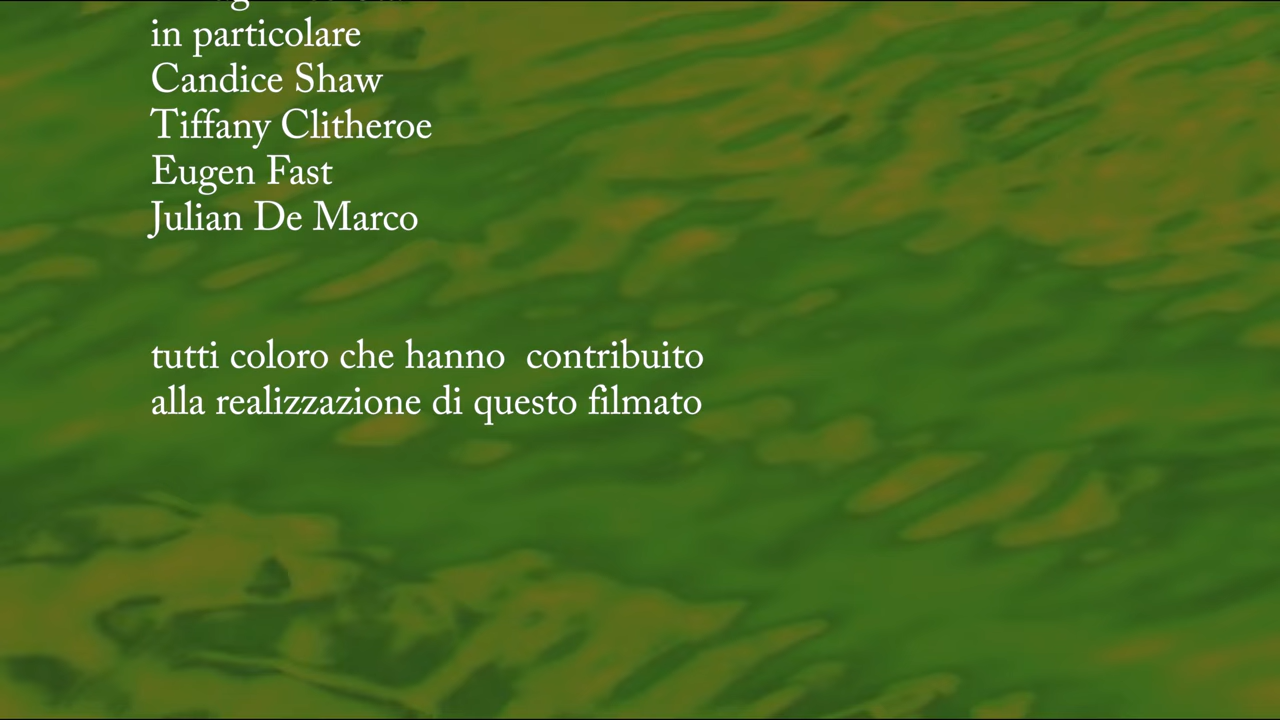 in particolare
Candice Shaw
Tiffany Clitheroe
Eugen Fast
Julian De Marco
tutti coloro che hanno  contribuito
alla realizzazione di questo filmato